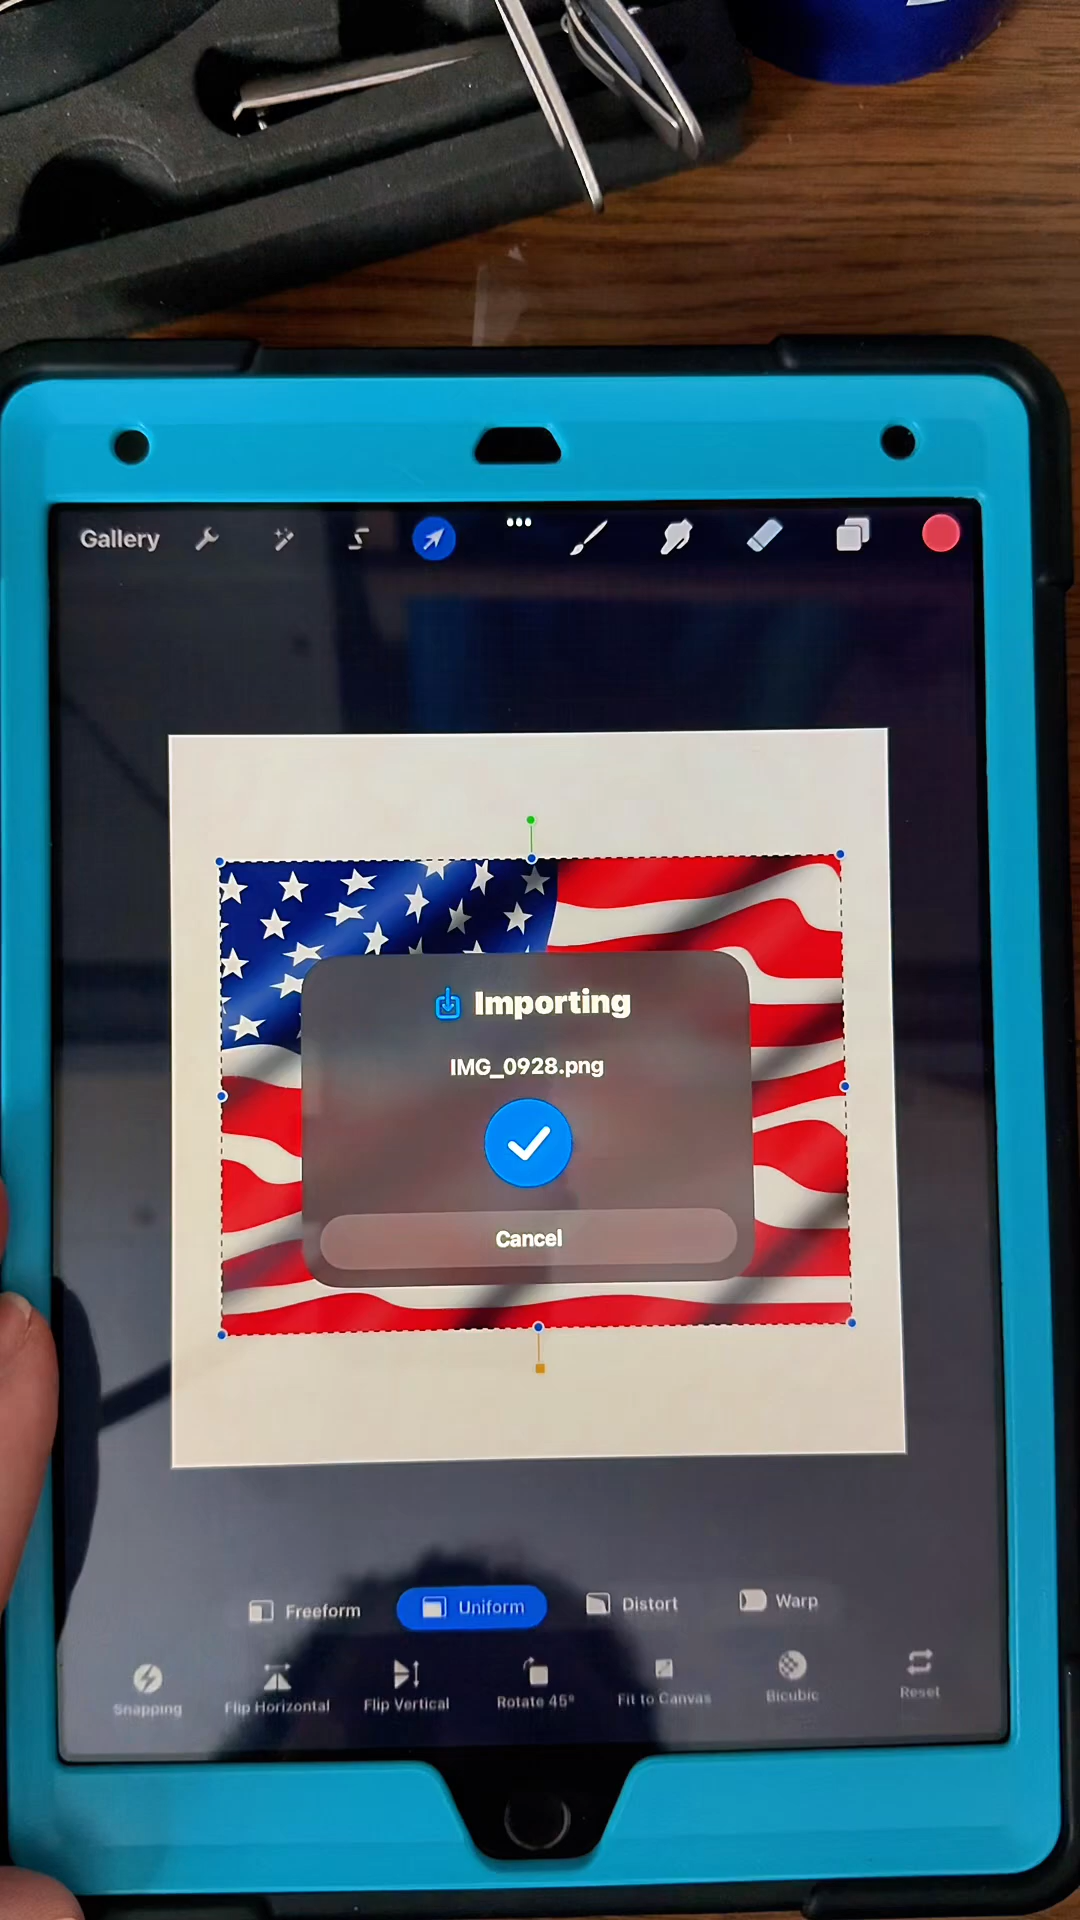 Gallery
Importing
IMG_0928.png
Cancel
Freeform
Uniform
Distort
Warp
Snapping
Flip Horizontal
Flip Vertical
Rotate 45°
Fit to Canvas
Bicubic
Reset